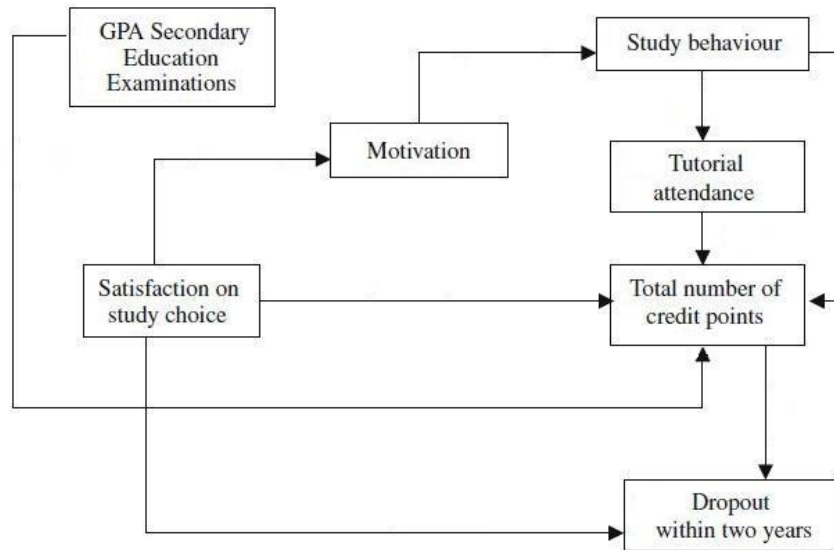 GPA Secondary
Education
Examinations
Study behaviour
Motivation
Tutorial
attendance
Satisfaction on
study choice
Total number of
credit points
Dropout
within two years